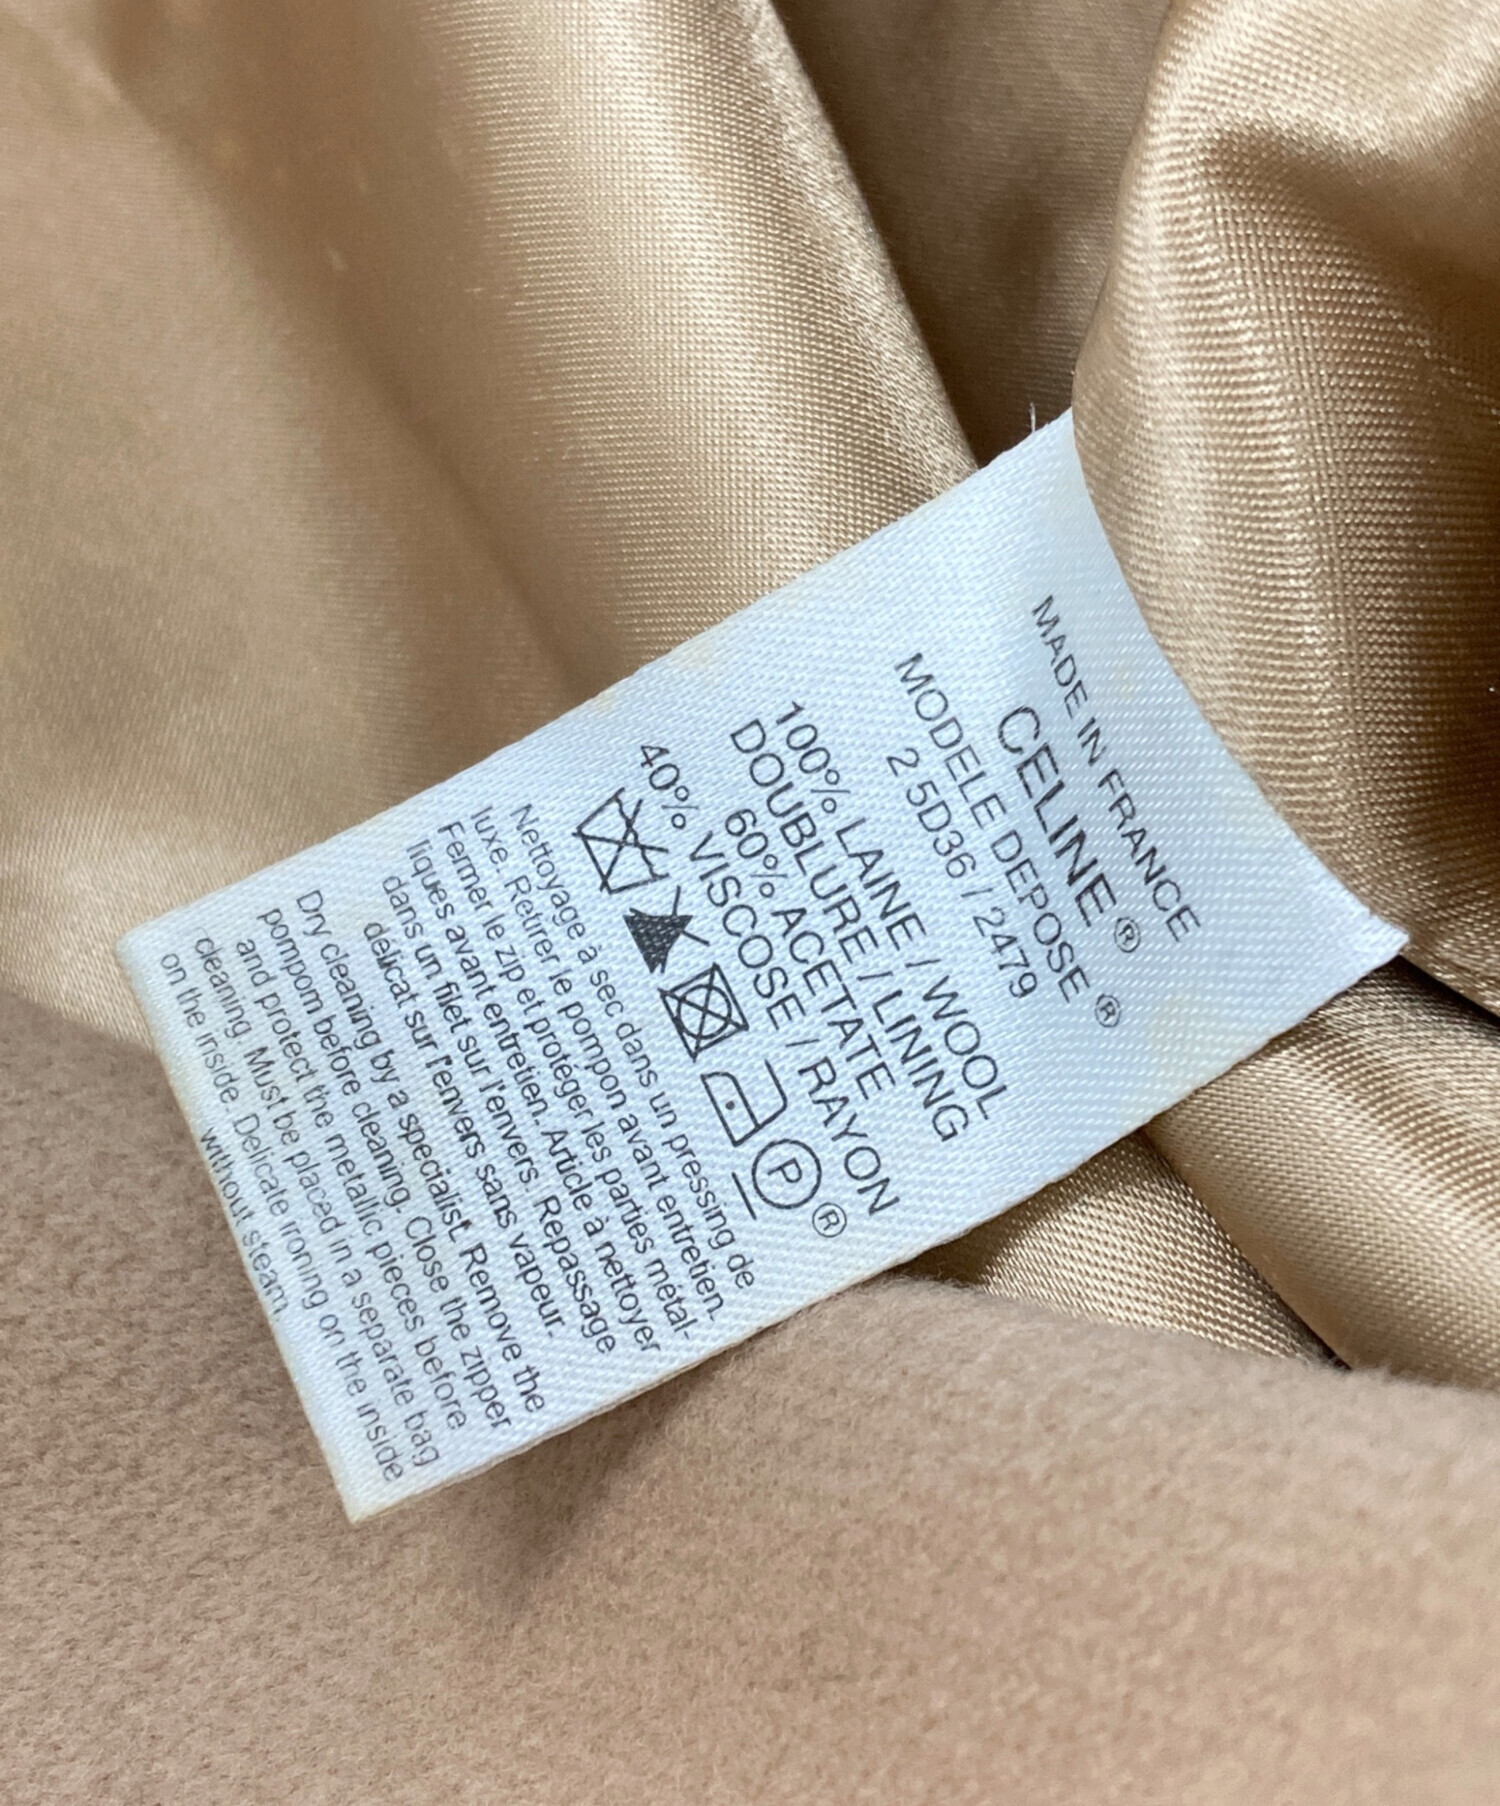 MADE IN FRANCE
CELINE ®
MODELE DEPOSE ®
2 5D36 / 2479
100% LAINE / WOOL
DOUBLURE / LINING
60% ACETATE
40% VISCOSE / RAYON
P ®
Nettoyage à sec dans un pressing de
luxe. Retirer le pompon avant entretien.
Fermer le zip et protéger les parties métal-
liques avant entretien. Article à nettoyer
dans un filet sur l'envers. Repassage
délicat sur l'envers sans vapeur.
Dry cleaning by a specialist. Remove the
pompom before cleaning. Close the zipper
and protect the metallic pieces before
cleaning. Must be placed in a separate bag
on the inside. Delicate ironing on the inside
without steam